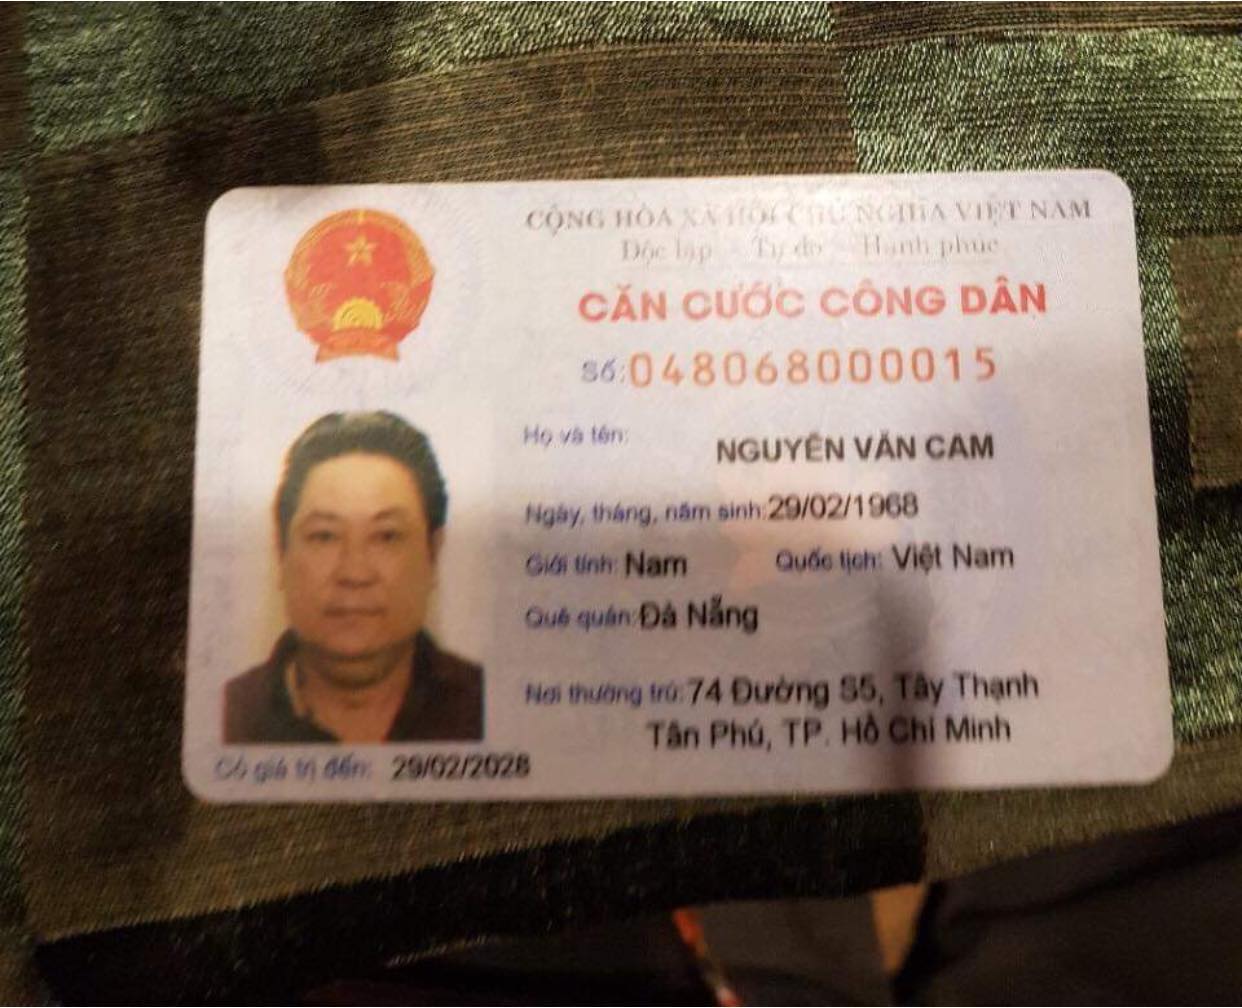 CỘNG HÒA XÃ HỘI CHỦ NGHĨA VIỆT NAM
Độc lập - Tự do - Hạnh phúc
CĂN CƯỚC CÔNG DÂN
Số: 048068000015
Họ và tên: NGUYỄN VĂN CAM
Ngày, tháng, năm sinh: 29/02/1968
Giới tính: Nam Quốc tịch: Việt Nam
Quê quán: Đà Nẵng
Nơi thường trú: 74 Đường S5, Tây Thạnh
Tân Phú, TP. Hồ Chí Minh
Có giá trị đến: 29/02/2028